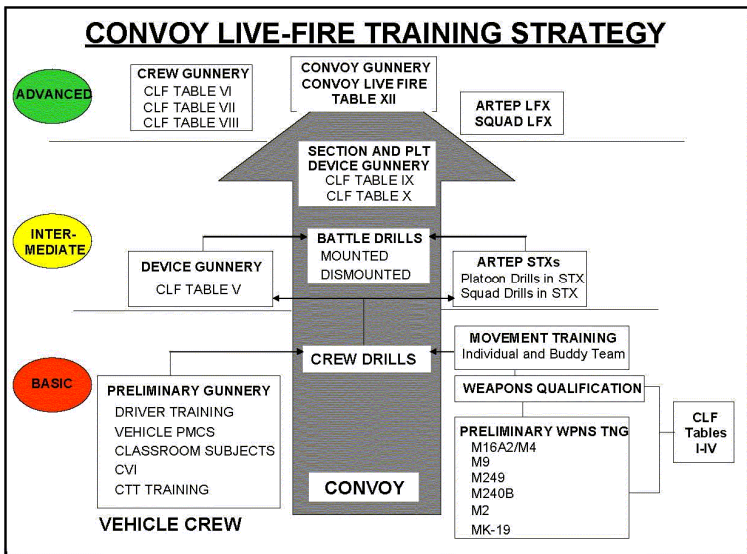 CONVOY LIVE-FIRE TRAINING STRATEGY
ADVANCED
CREW GUNNERY
CLF TABLE VI
CLF TABLE VII
CLF TABLE VIII
CONVOY GUNNERY
CONVOY LIVE FIRE
TABLE XII
ARTEP LFX
SQUAD LFX
SECTION AND PLT
DEVICE GUNNERY
CLF TABLE IX
CLF TABLE X
INTER-
MEDIATE
DEVICE GUNNERY
CLF TABLE V
BATTLE DRILLS
MOUNTED
DISMOUNTED
ARTEP STXs
Platoon Drills in STX
Squad Drills in STX
BASIC
PRELIMINARY GUNNERY
DRIVER TRAINING
VEHICLE PMCS
CLASSROOM SUBJECTS
CVI
CTT TRAINING
VEHICLE CREW
CREW DRILLS
CONVOY
MOVEMENT TRAINING
Individual and Buddy Team
WEAPONS QUALIFICATION
PRELIMINARY WPNS TNG
M16A2/M4
M9
M249
M240B
M2
MK-19
CLF
Tables
I-IV